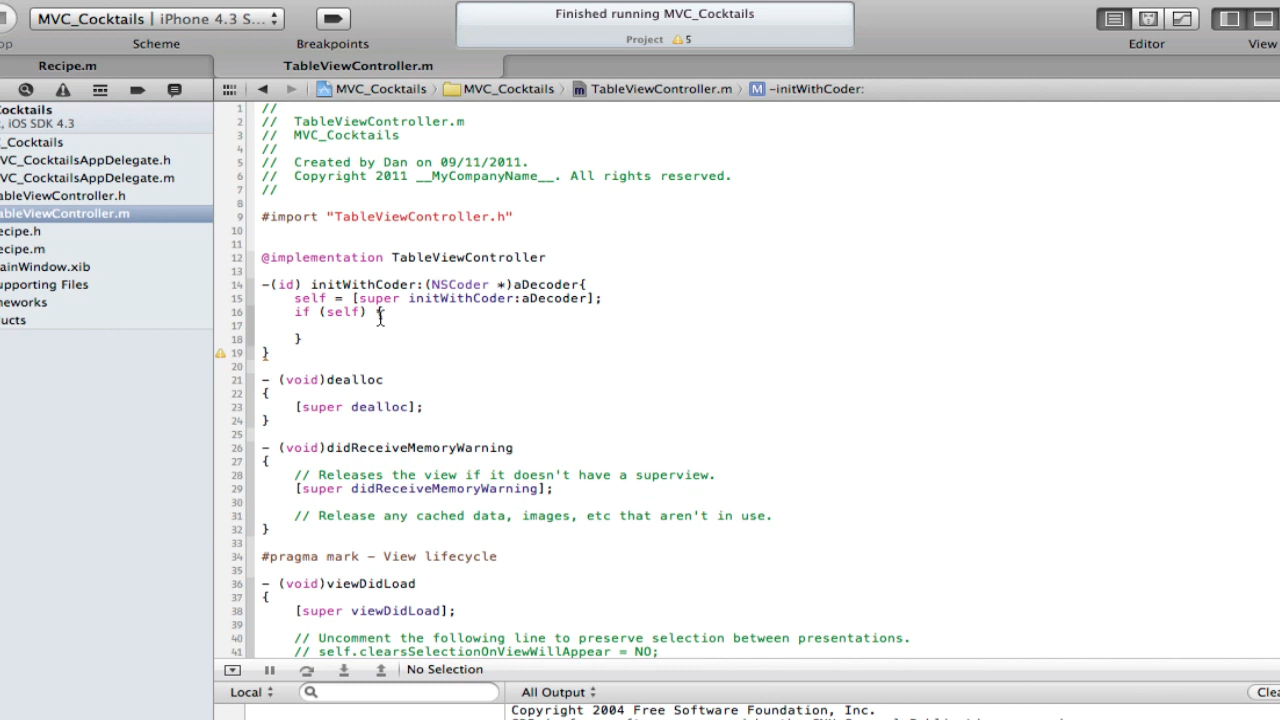 MVC_Cocktails | iPhone 4.3 S...
Finished running MVC_Cocktails
Project 5
op
Scheme
Breakpoints
Editor
View
Recipe.m
TableViewController.m
MVC_Cocktails
MVC_Cocktails
TableViewController.m
M -initWithCoder:
Cocktails
, iOS SDK 4.3
C_Cocktails
VC_CocktailsAppDelegate.h
VC_CocktailsAppDelegate.m
ableViewController.h
ableViewController.m
ecipe.h
ecipe.m
ainWindow.xib
upporting Files
meworks
ucts
1 //
2 //  TableViewController.m
3 //  MVC_Cocktails
4 //
5 //  Created by Dan on 09/11/2011.
6 //  Copyright 2011 __MyCompanyName__. All rights reserved.
7 //
8
9 #import "TableViewController.h"
10
11
12 @implementation TableViewController
13
14 -(id) initWithCoder:(NSCoder *)aDecoder{
15     self = [super initWithCoder:aDecoder];
16     if (self) {
17
18     }
19 }
20
21 - (void)dealloc
22 {
23     [super dealloc];
24 }
25
26 - (void)didReceiveMemoryWarning
27 {
28     // Releases the view if it doesn't have a superview.
29     [super didReceiveMemoryWarning];
30
31     // Release any cached data, images, etc that aren't in use.
32 }
33
34 #pragma mark - View lifecycle
35
36 - (void)viewDidLoad
37 {
38     [super viewDidLoad];
39
40     // Uncomment the following line to preserve selection between presentations.
41     // self.clearsSelectionOnViewWillAppear = NO;
No Selection
Local
All Output
Clea
Copyright 2004 Free Software Foundation, Inc.